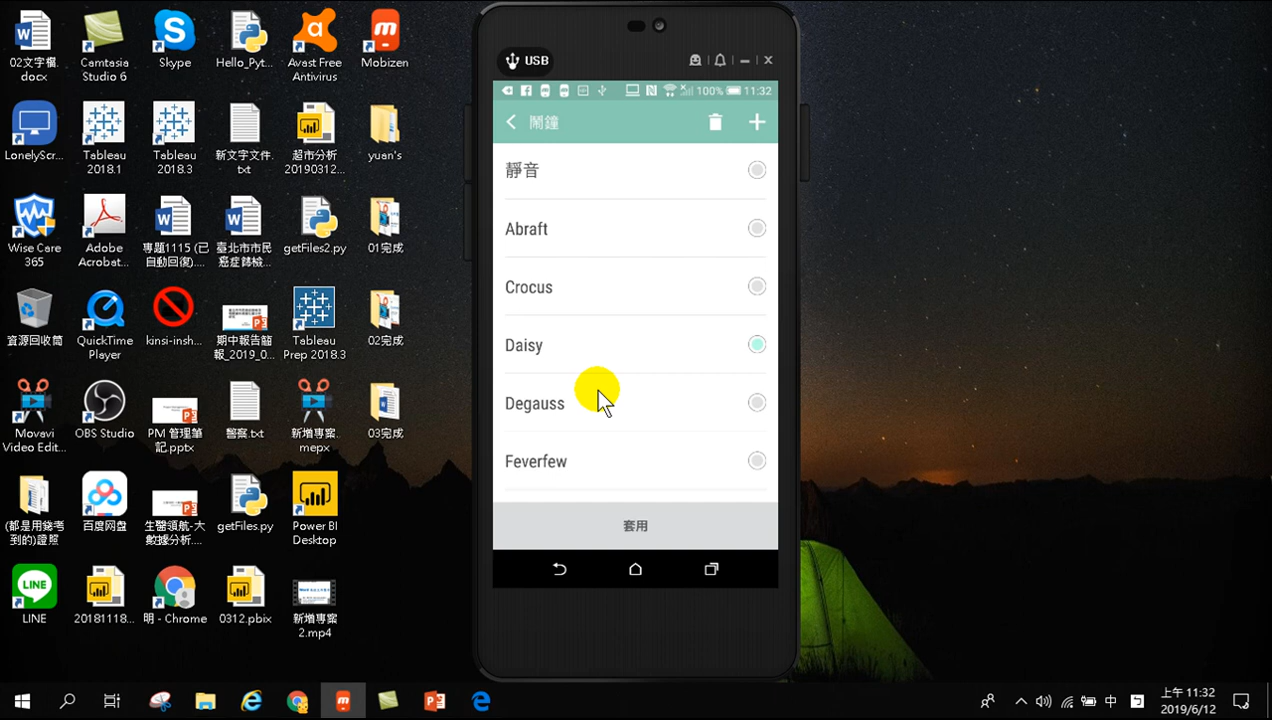 02文字檔.
docx
Camtasia
Studio 6
Skype
Hello_Pyt...
Avast Free
Antivirus
Mobizen
LonelyScr...
Tableau
2018.1
Tableau
2018.3
新文字文件.
txt
超市分析
20190312...
yuan's
Wise Care
365
Adobe
Acrobat...
專題1115 (已
自動回復)....
臺北市市民
癌症篩檢...
getFiles2.py
01完成
資源回收筒
QuickTime
Player
kinsi-insh...
期中報告簡
報_2019_0...
Tableau
Prep 2018.3
02完成
Movavi
Video Edit...
OBS Studio
PM 管理筆
記.pptx
警察.txt
新增專案.
mepx
03完成
(都是用幾考
到的)證照
百度网盘
生醫領航-大
數據分析....
getFiles.py
Power BI
Desktop
LINE
20181118...
明 - Chrome
0312.pbix
新增專案
2.mp4
USB
100%
11:32
鬧鐘
靜音
Abraft
Crocus
Daisy
Degauss
Feverfew
套用
中
上午 11:32
2019/6/12